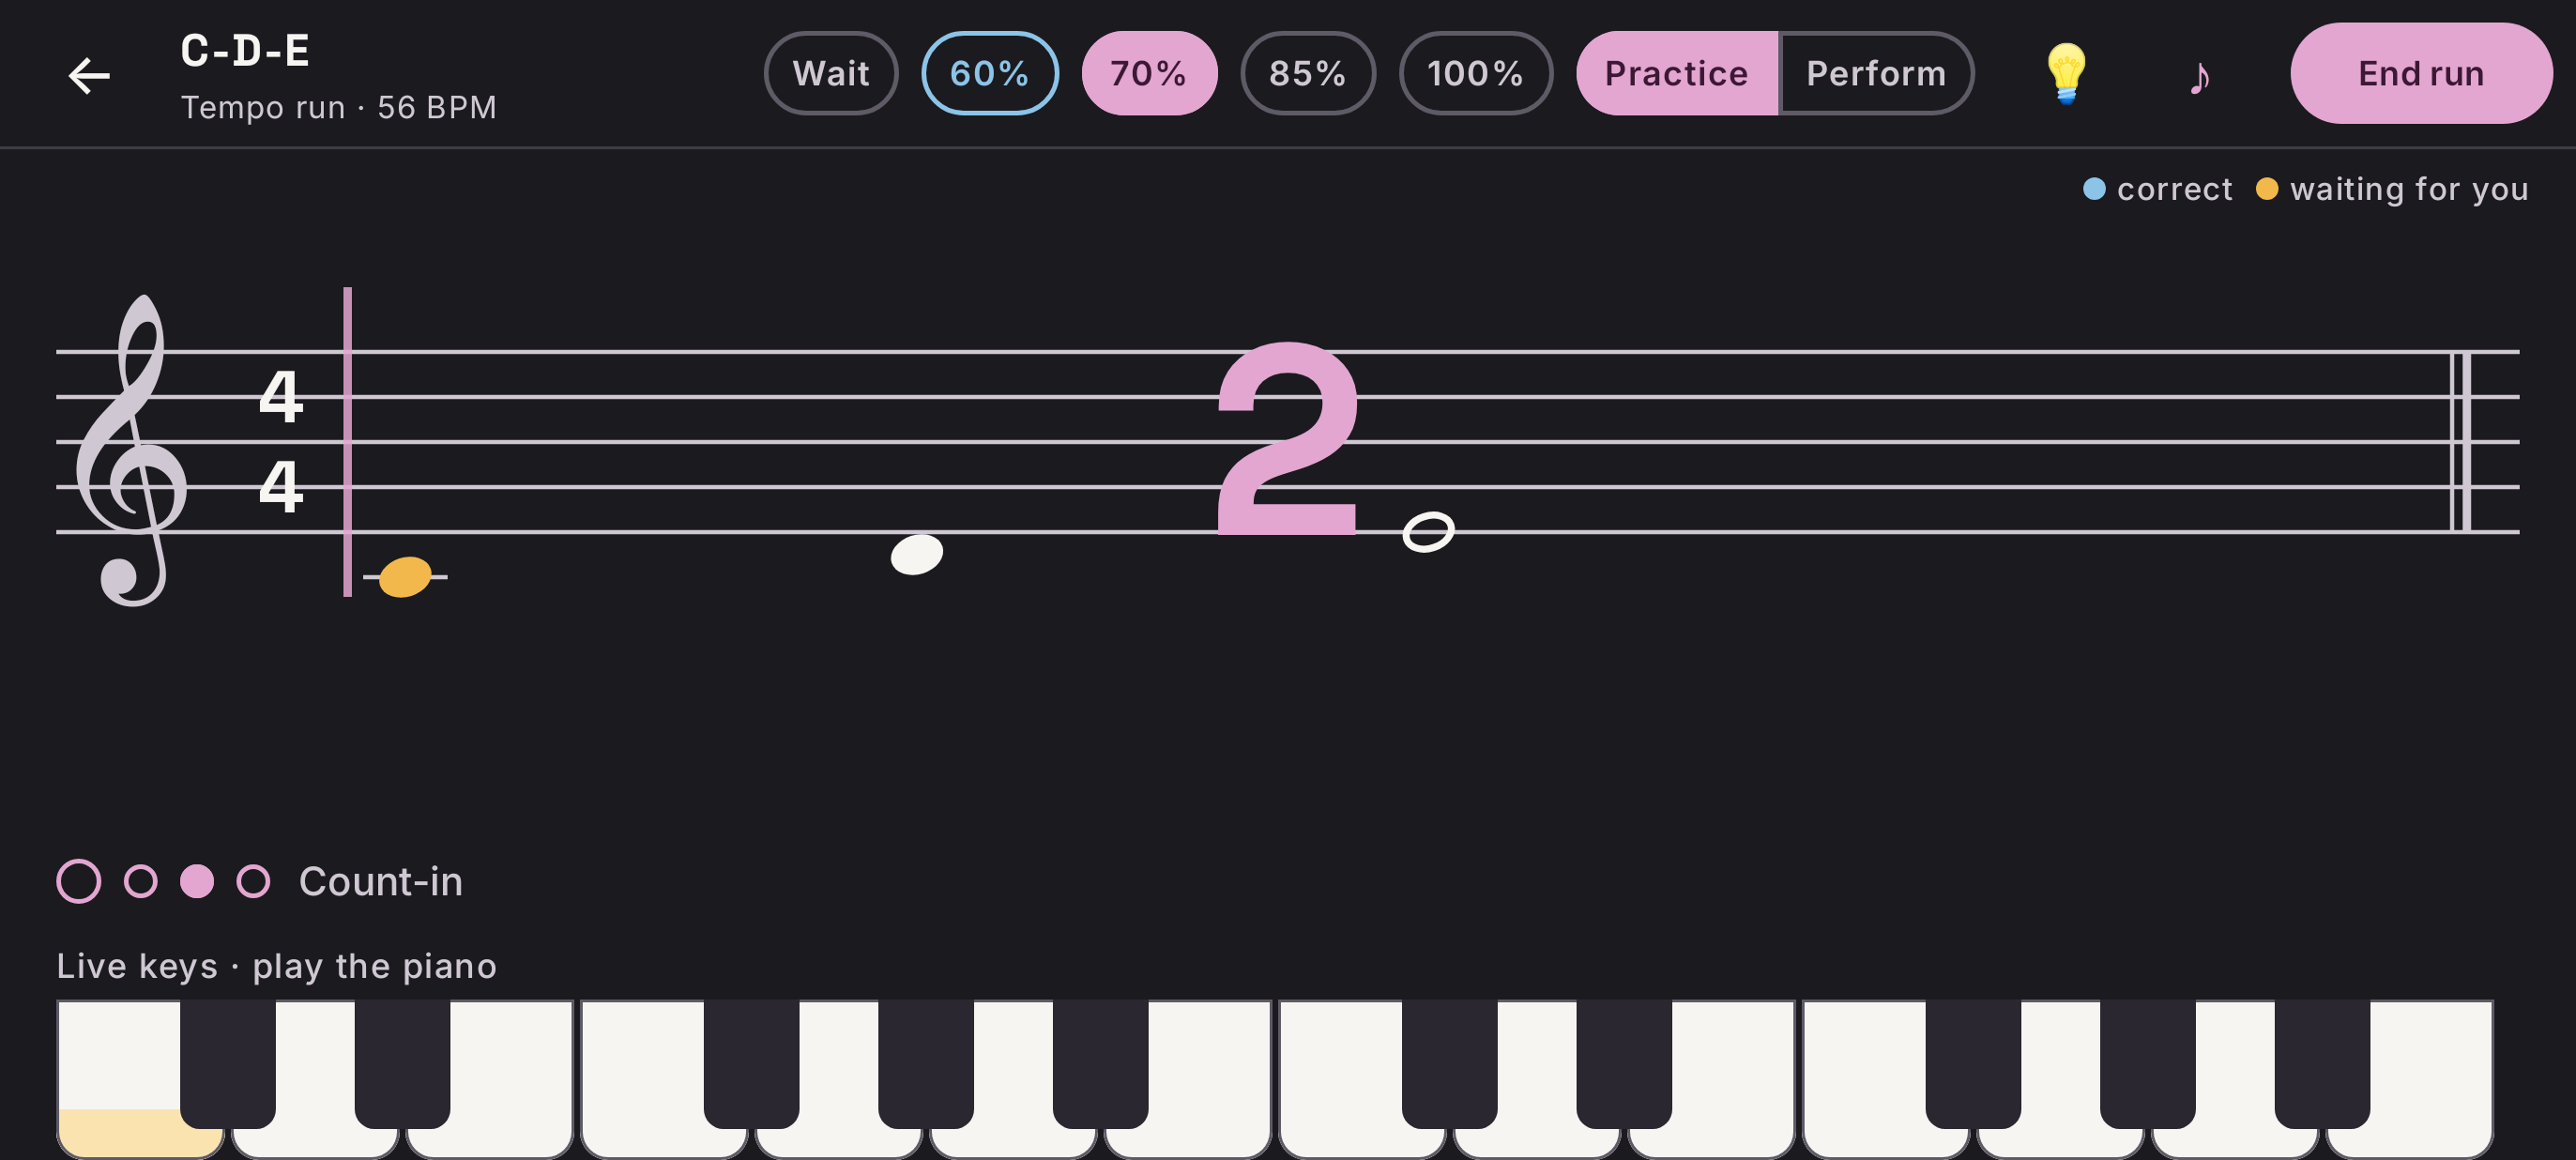 C-D-E
Tempo run · 56 BPM
Wait 60% 70% 85% 100% Practice Perform End run
correct waiting for you
4
4
2
Count-in
Live keys · play the piano